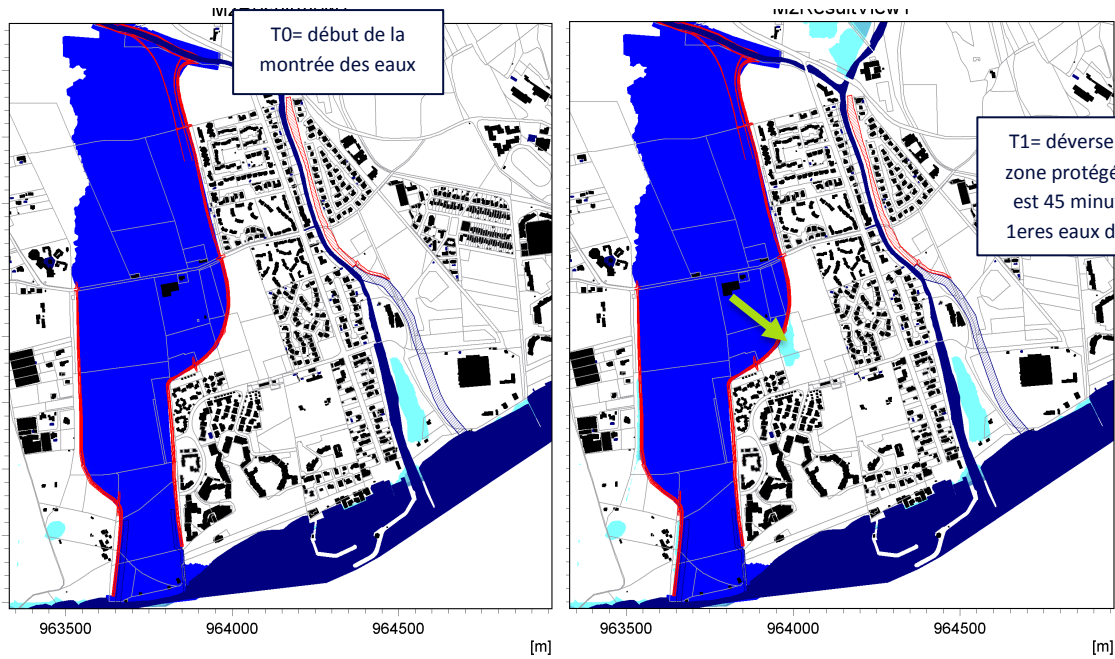 M2ResultView1
T0= début de la
montrée des eaux
T1= déverse
zone protégé
est 45 minu
1eres eaux d
963500 964000 964500
[m]
963500 964000 964500
[m]